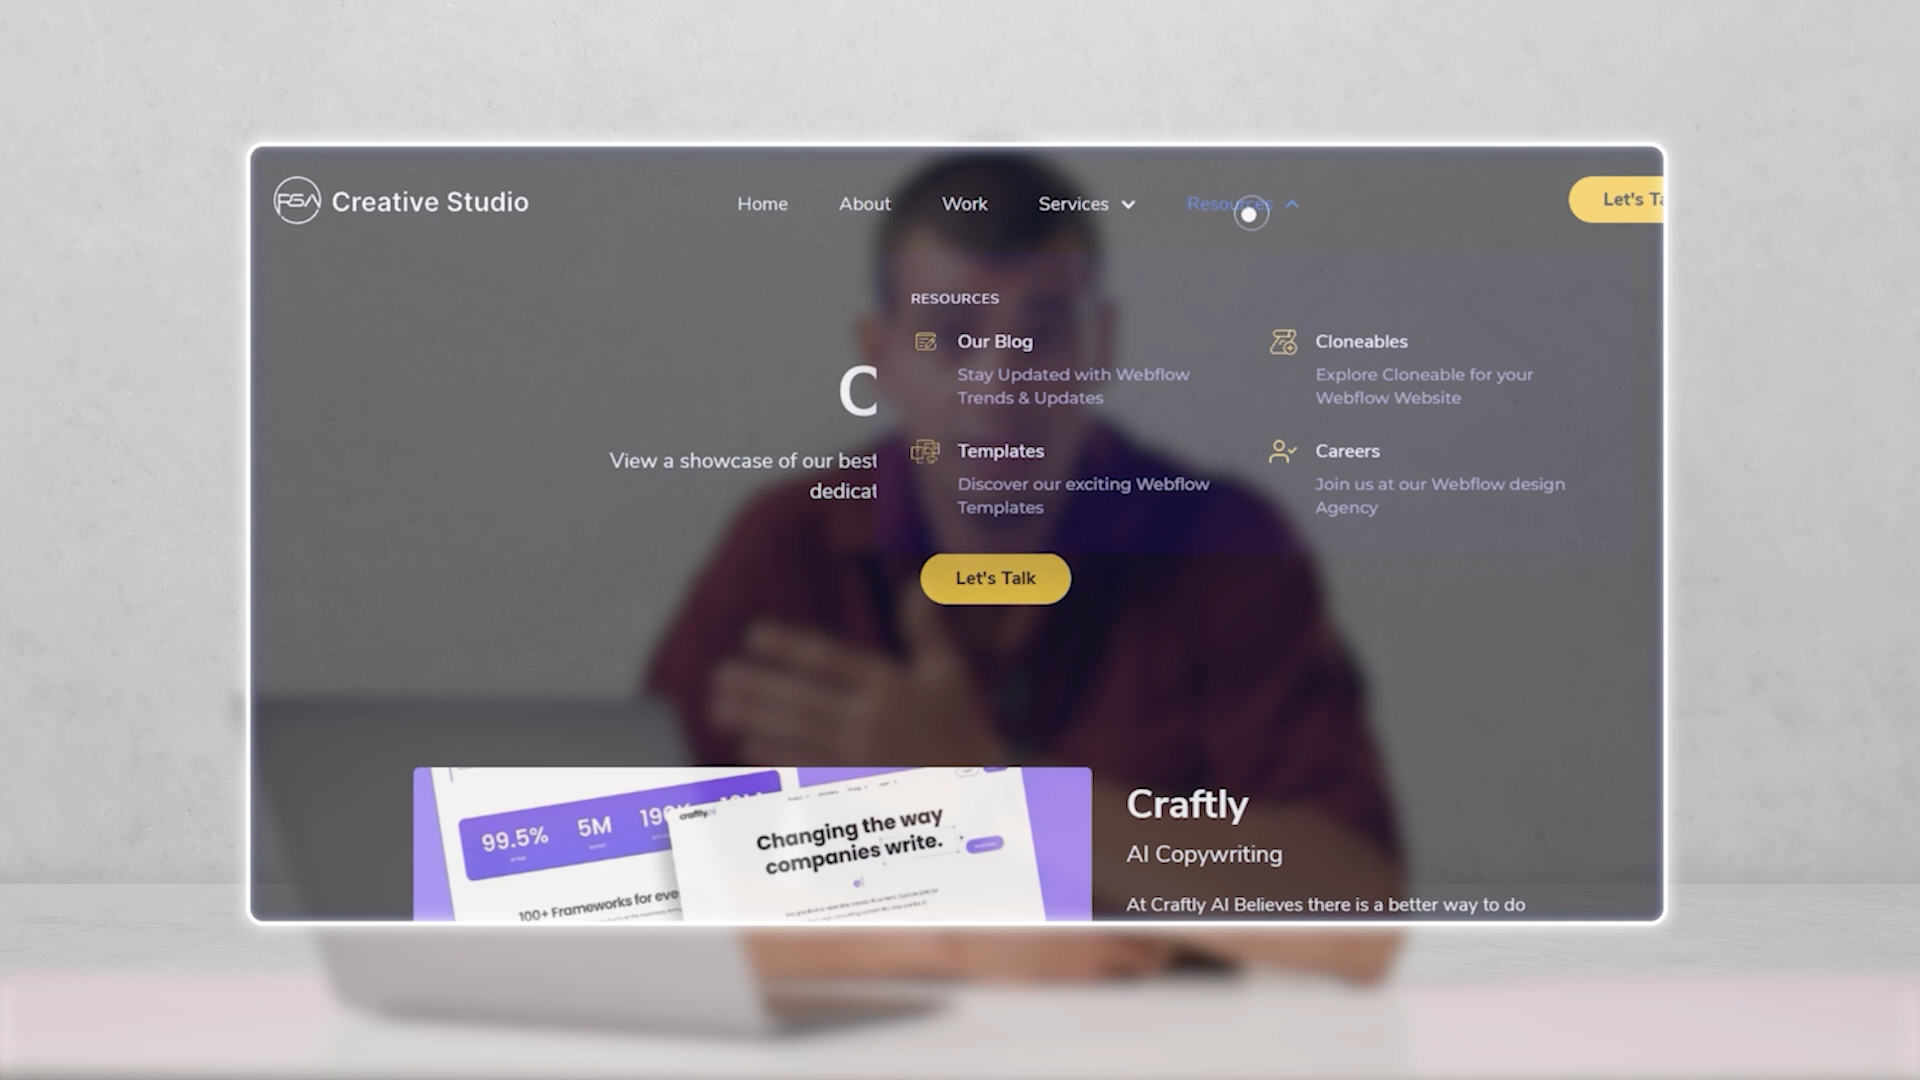 RSA Creative Studio
Home
About
Work
Services
Resources
Let's
RESOURCES
Our Blog
Stay Updated with Webflow
Trends & Updates
Cloneables
Explore Cloneable for your
Webflow Website
Templates
Discover our exciting Webflow
Templates
Careers
Join us at our Webflow design
Agency
View a showcase of our best
Let's Talk
99.5%
5M
100+ Frameworks for
craftly.ai
Changing the way
companies write.
Craftly
AI Copywriting
At Craftly AI Believes there is a better way to do